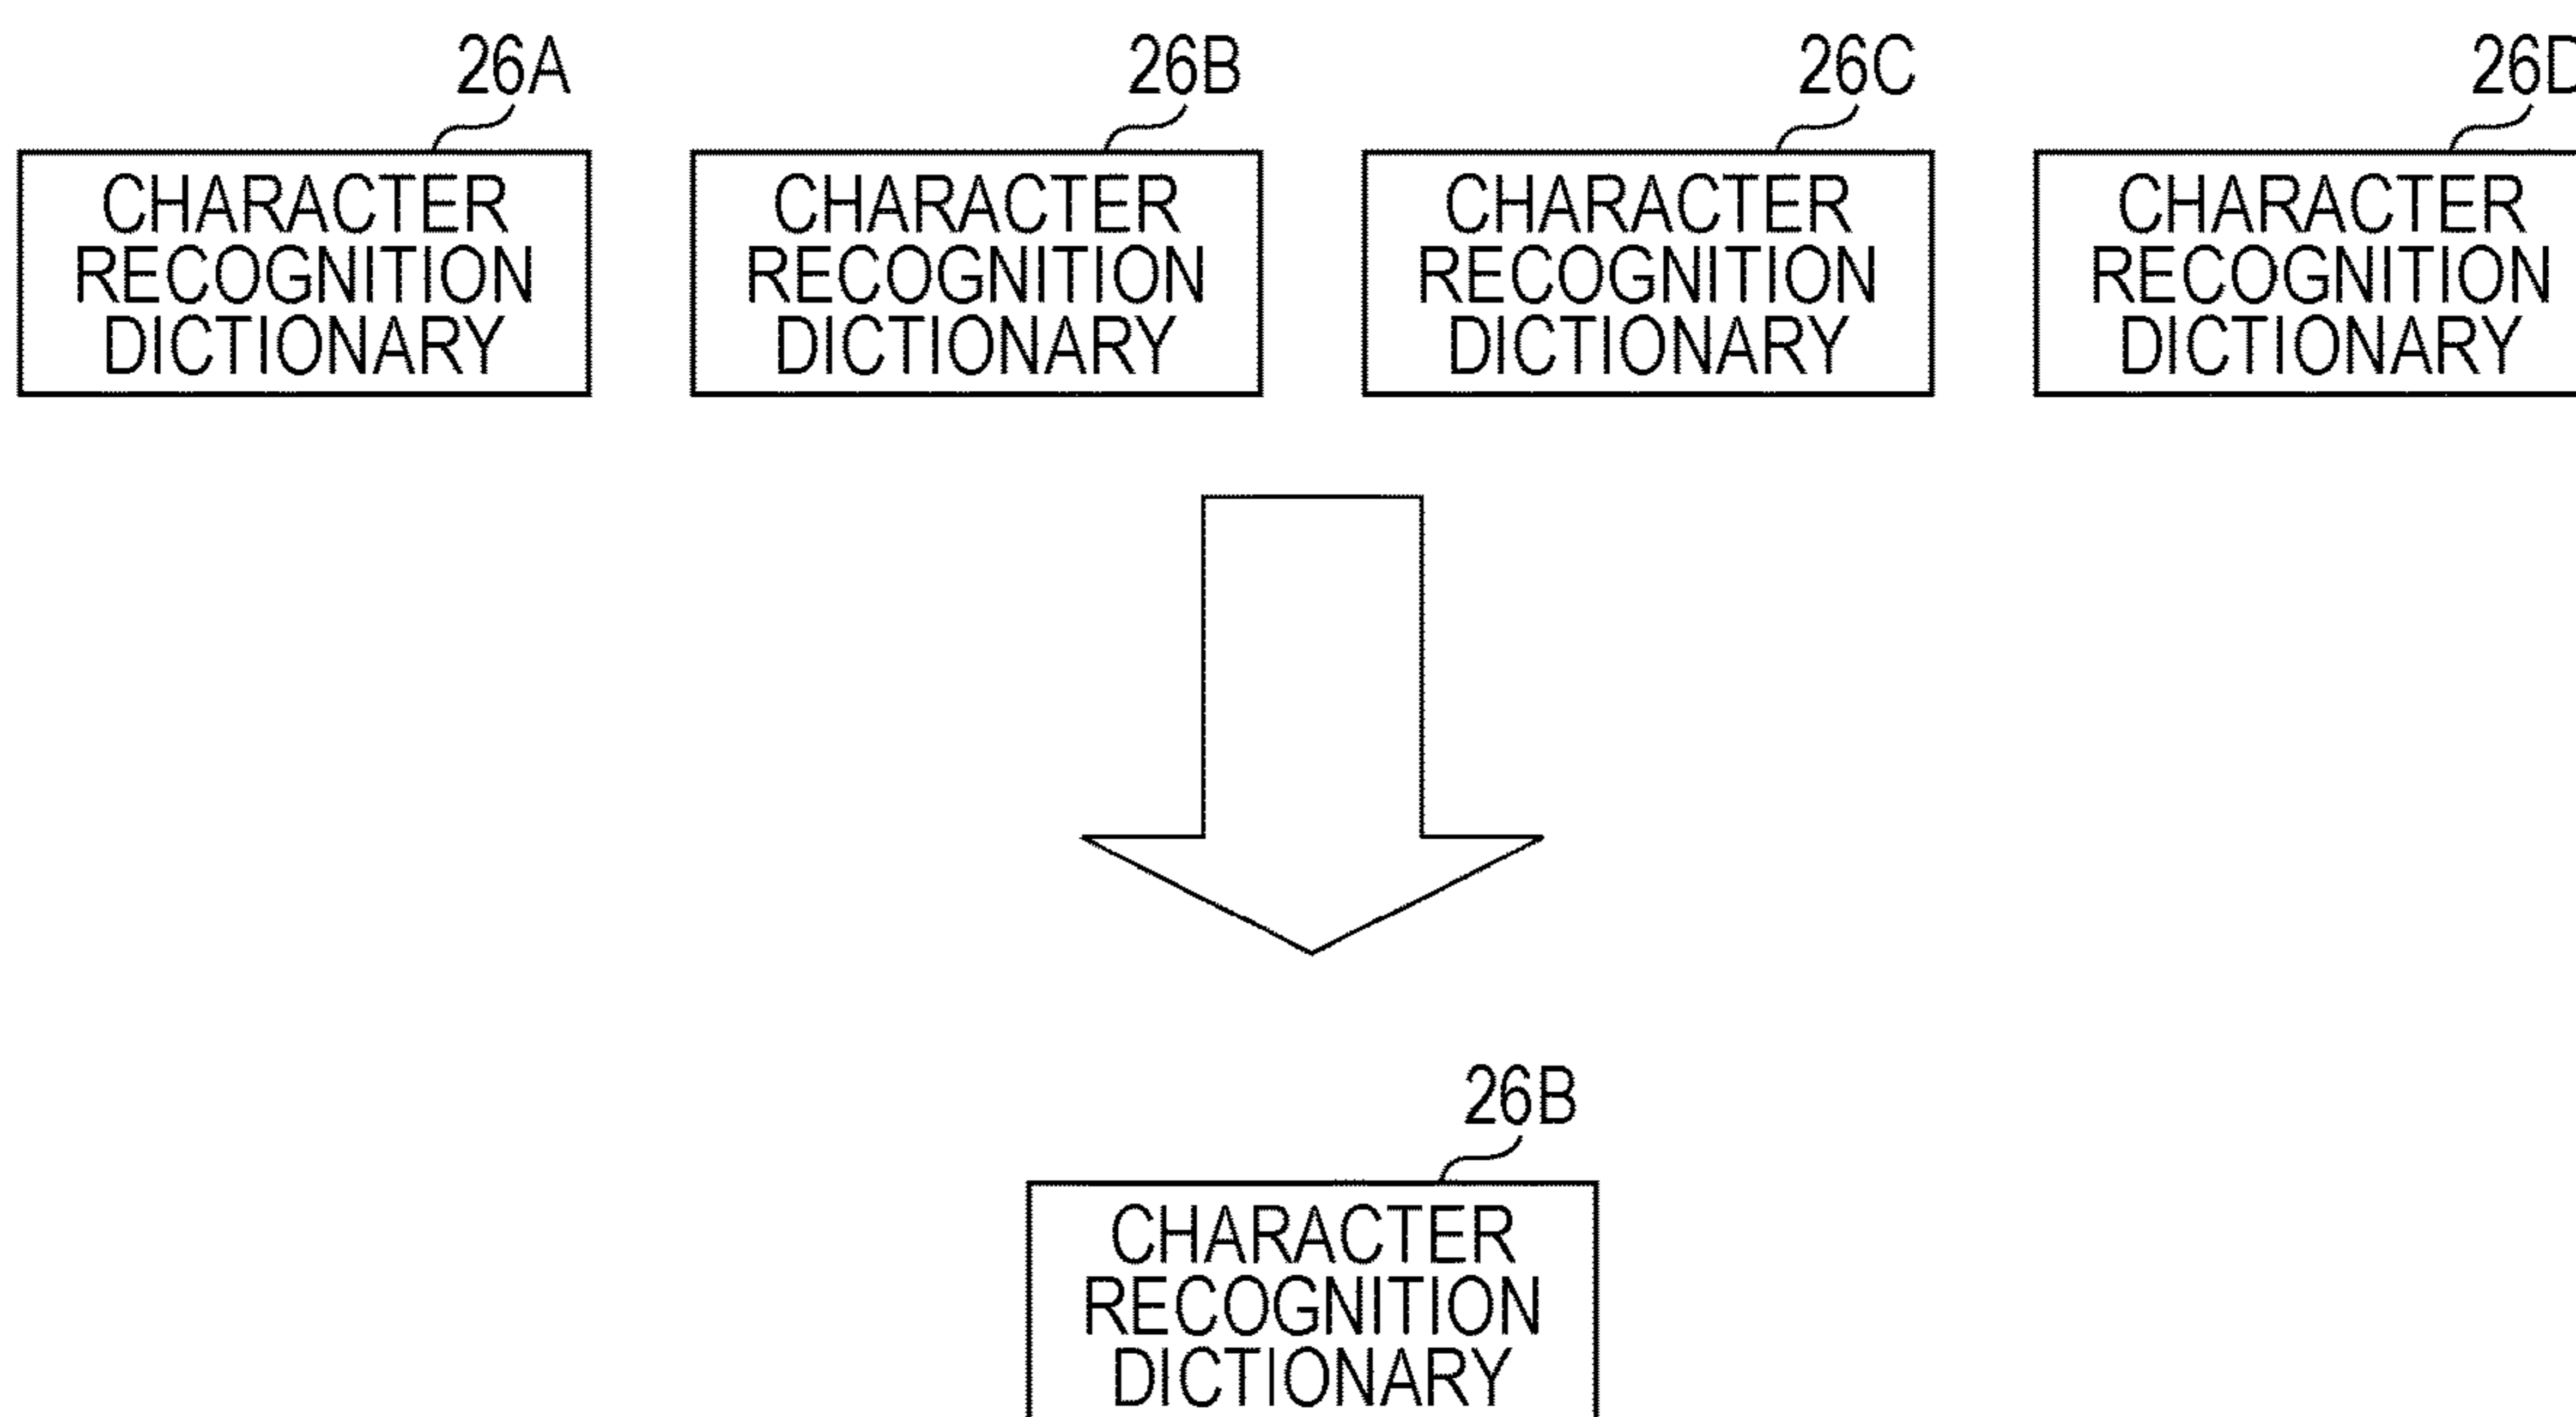 26A 26B 26C 26D
CHARACTER CHARACTER CHARACTER CHARACTER
RECOGNITION RECOGNITION RECOGNITION RECOGNITION
DICTIONARY DICTIONARY DICTIONARY DICTIONARY
26B
CHARACTER
RECOGNITION
DICTIONARY